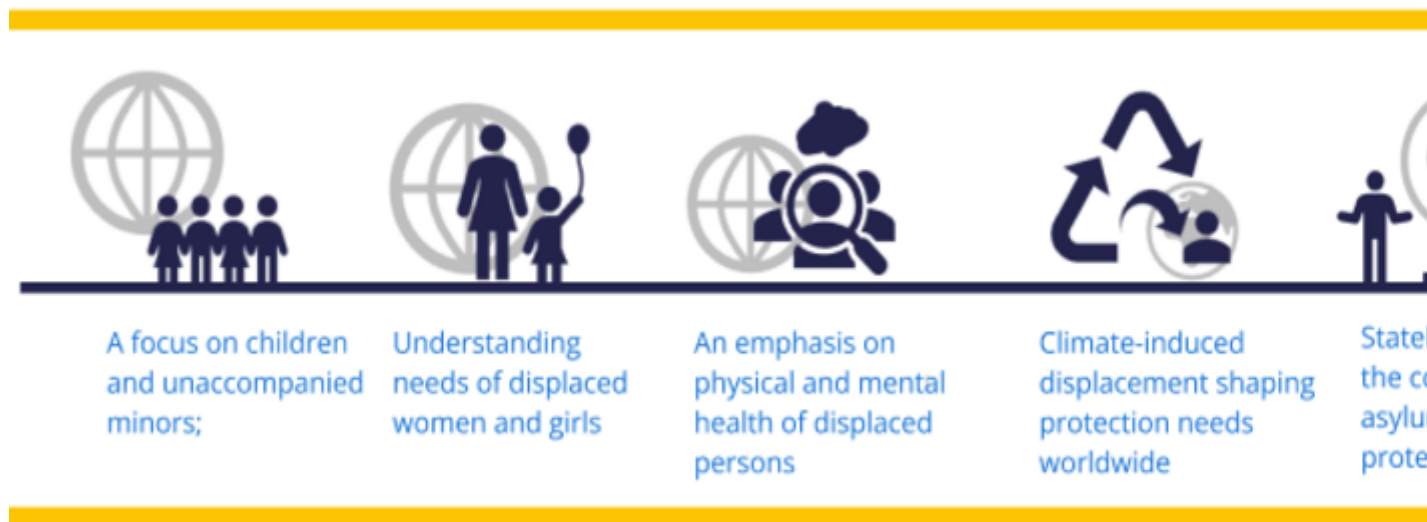 A focus on children
and unaccompanied
minors;
Understanding
needs of displaced
women and girls
An emphasis on
physical and mental
health of displaced
persons
Climate-induced
displacement shaping
protection needs
worldwide
the